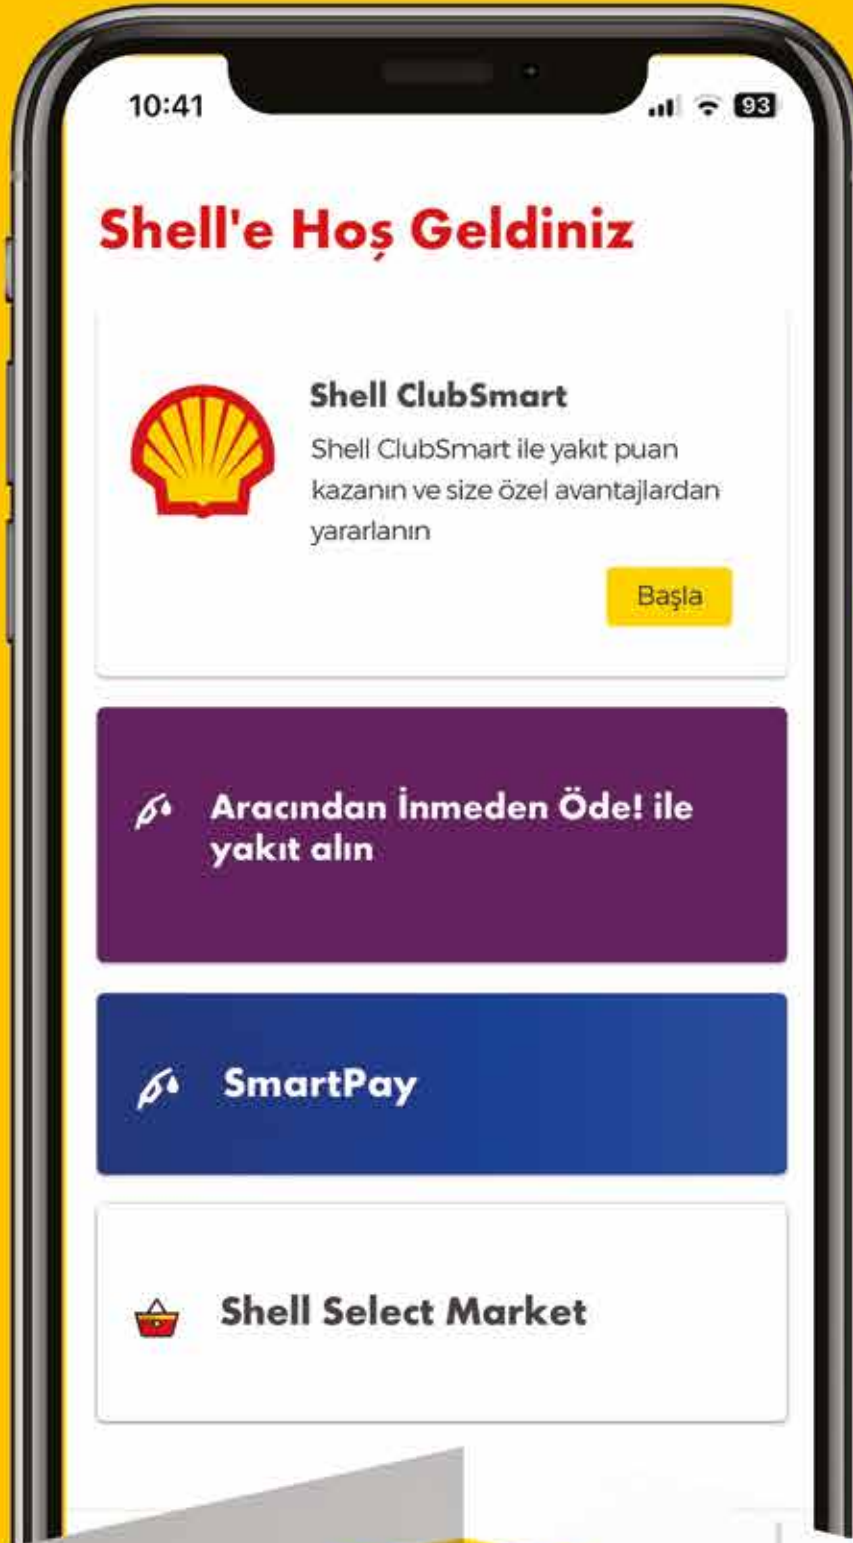 10:41
93
Shell'e Hoş Geldiniz
Shell ClubSmart
Shell ClubSmart ile yakıt puan
kazanın ve size özel avantajlardan
yararlanın
Başla
Aracından İnmeden Öde! ile
yakıt alın
SmartPay
Shell Select Market